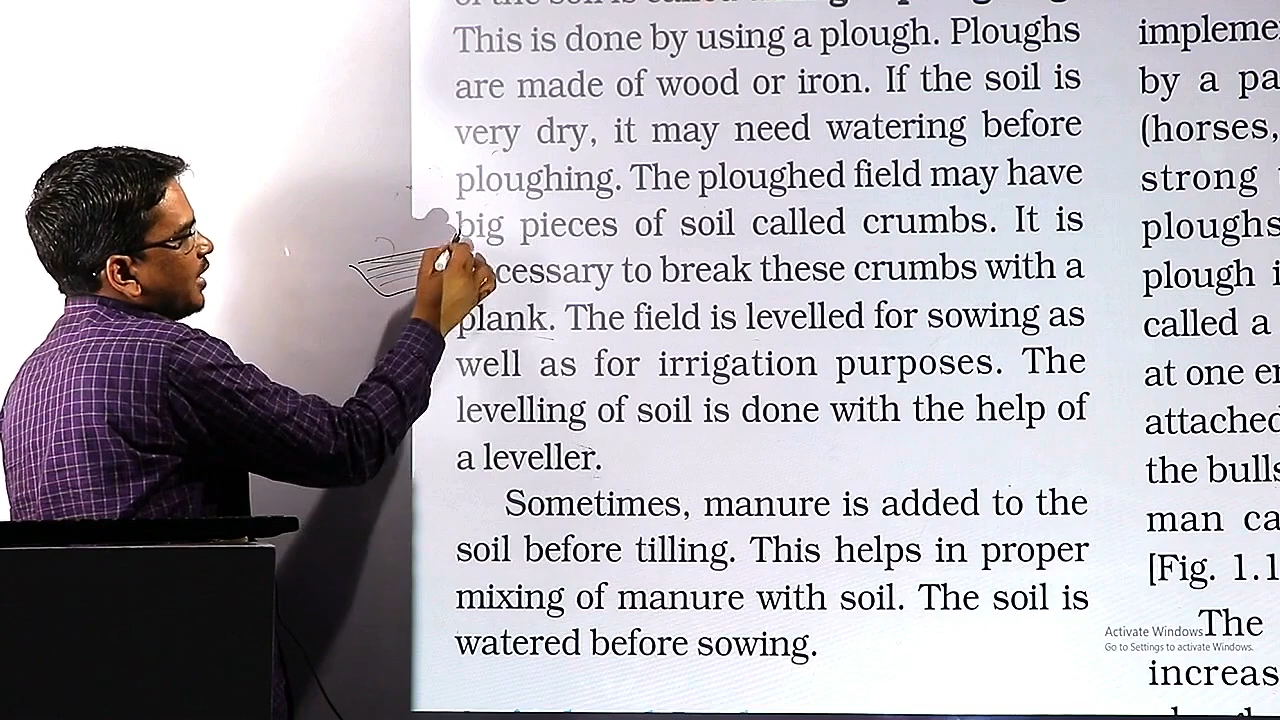 of the soil is called
This is done by using a plough. Ploughs
are made of wood or iron. If the soil is
very dry, it may need watering before
ploughing. The ploughed field may have
big pieces of soil called crumbs. It is
cessary to break these crumbs with a
plank. The field is levelled for sowing as
well as for irrigation purposes. The
levelling of soil is done with the help of
a leveller.
Sometimes, manure is added to the
soil before tilling. This helps in proper
mixing of manure with soil. The soil is
watered before sowing.
impleme
by a pa
(horses,
strong
ploughs
plough i
called a
at one en
attached
the bulls
man ca
[Fig. 1.1
The
increas
Activate Windows
Go to Settings to activate Windows.